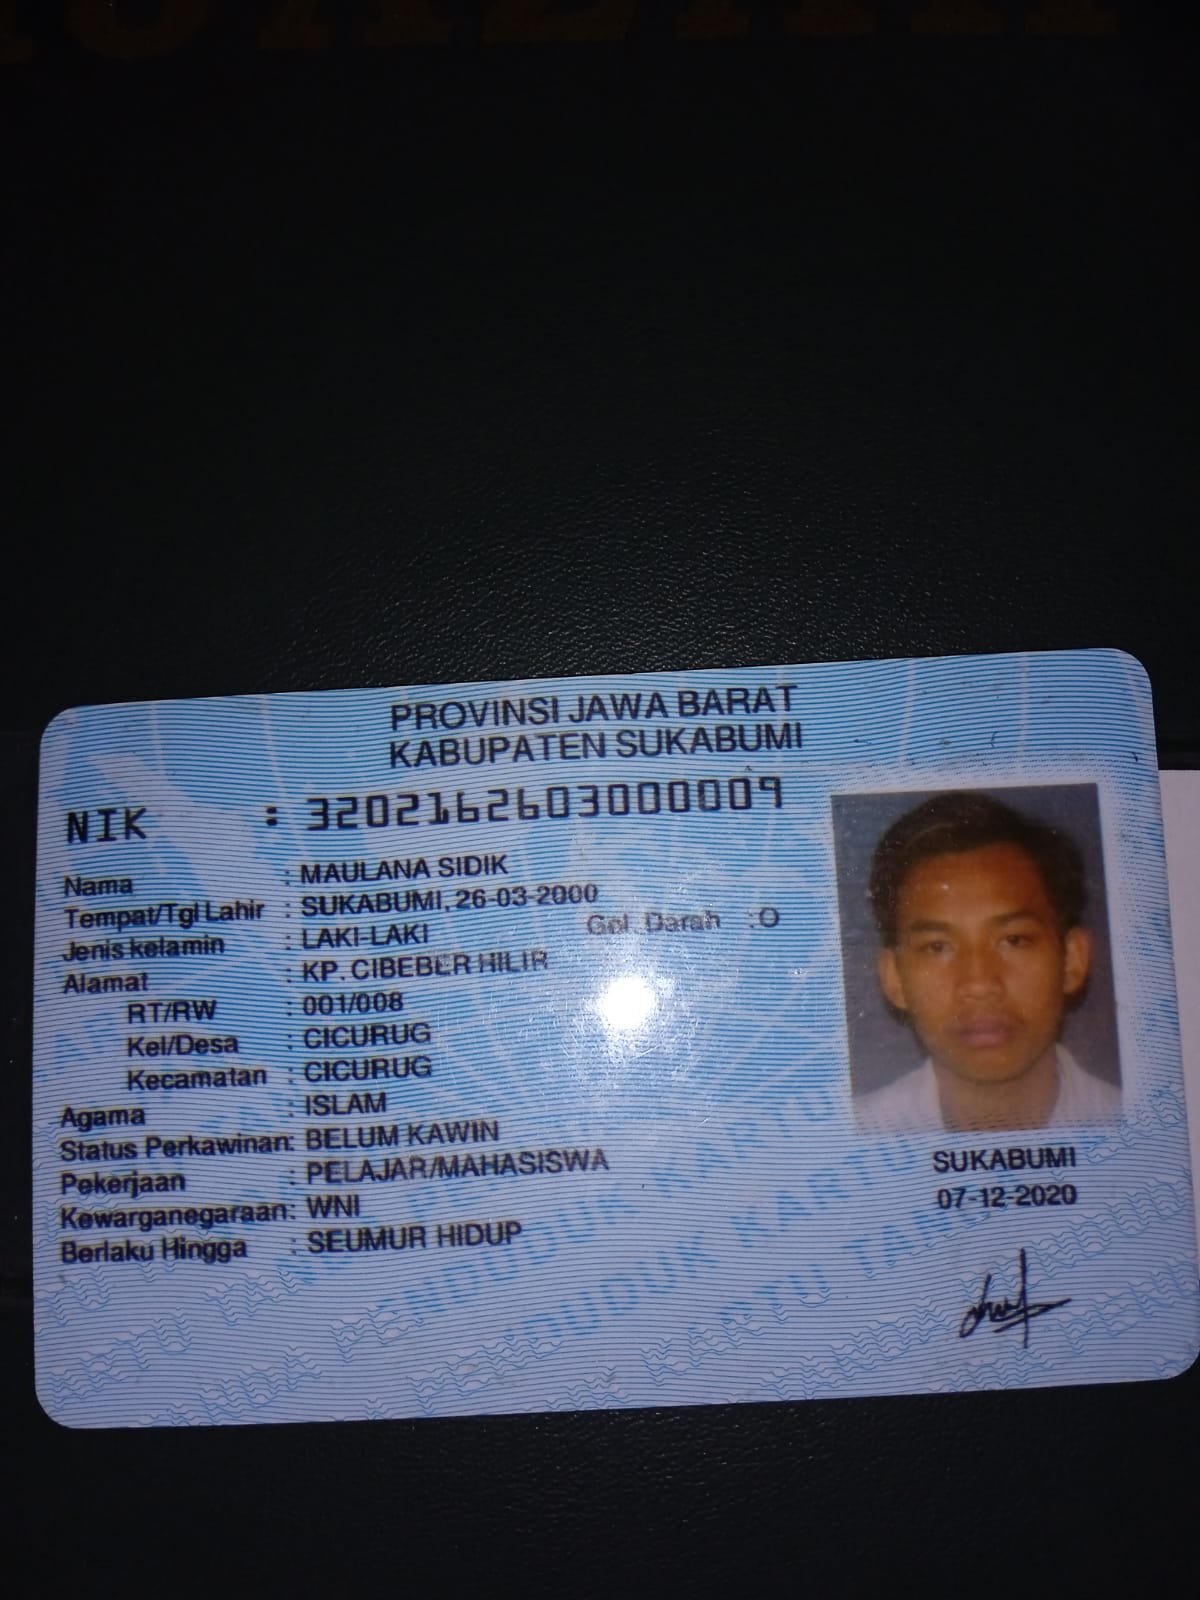 PROVINSI JAWA BARAT
KABUPATEN SUKABUMI
NIK : 3202162603000009
Nama : MAULANA SIDIK
Tempat/Tgl Lahir : SUKABUMI, 26-03-2000
Jenis kelamin : LAKI-LAKI Gol. Darah : O
Alamat : KP. CIBEBER HILIR
RT/RW : 001/008
Kel/Desa : CICURUG
Kecamatan : CICURUG
Agama : ISLAM
Status Perkawinan: BELUM KAWIN
Pekerjaan : PELAJAR/MAHASISWA
Kewarganegaraan: WNI
Berlaku Hingga : SEUMUR HIDUP
SUKABUMI
07-12-2020